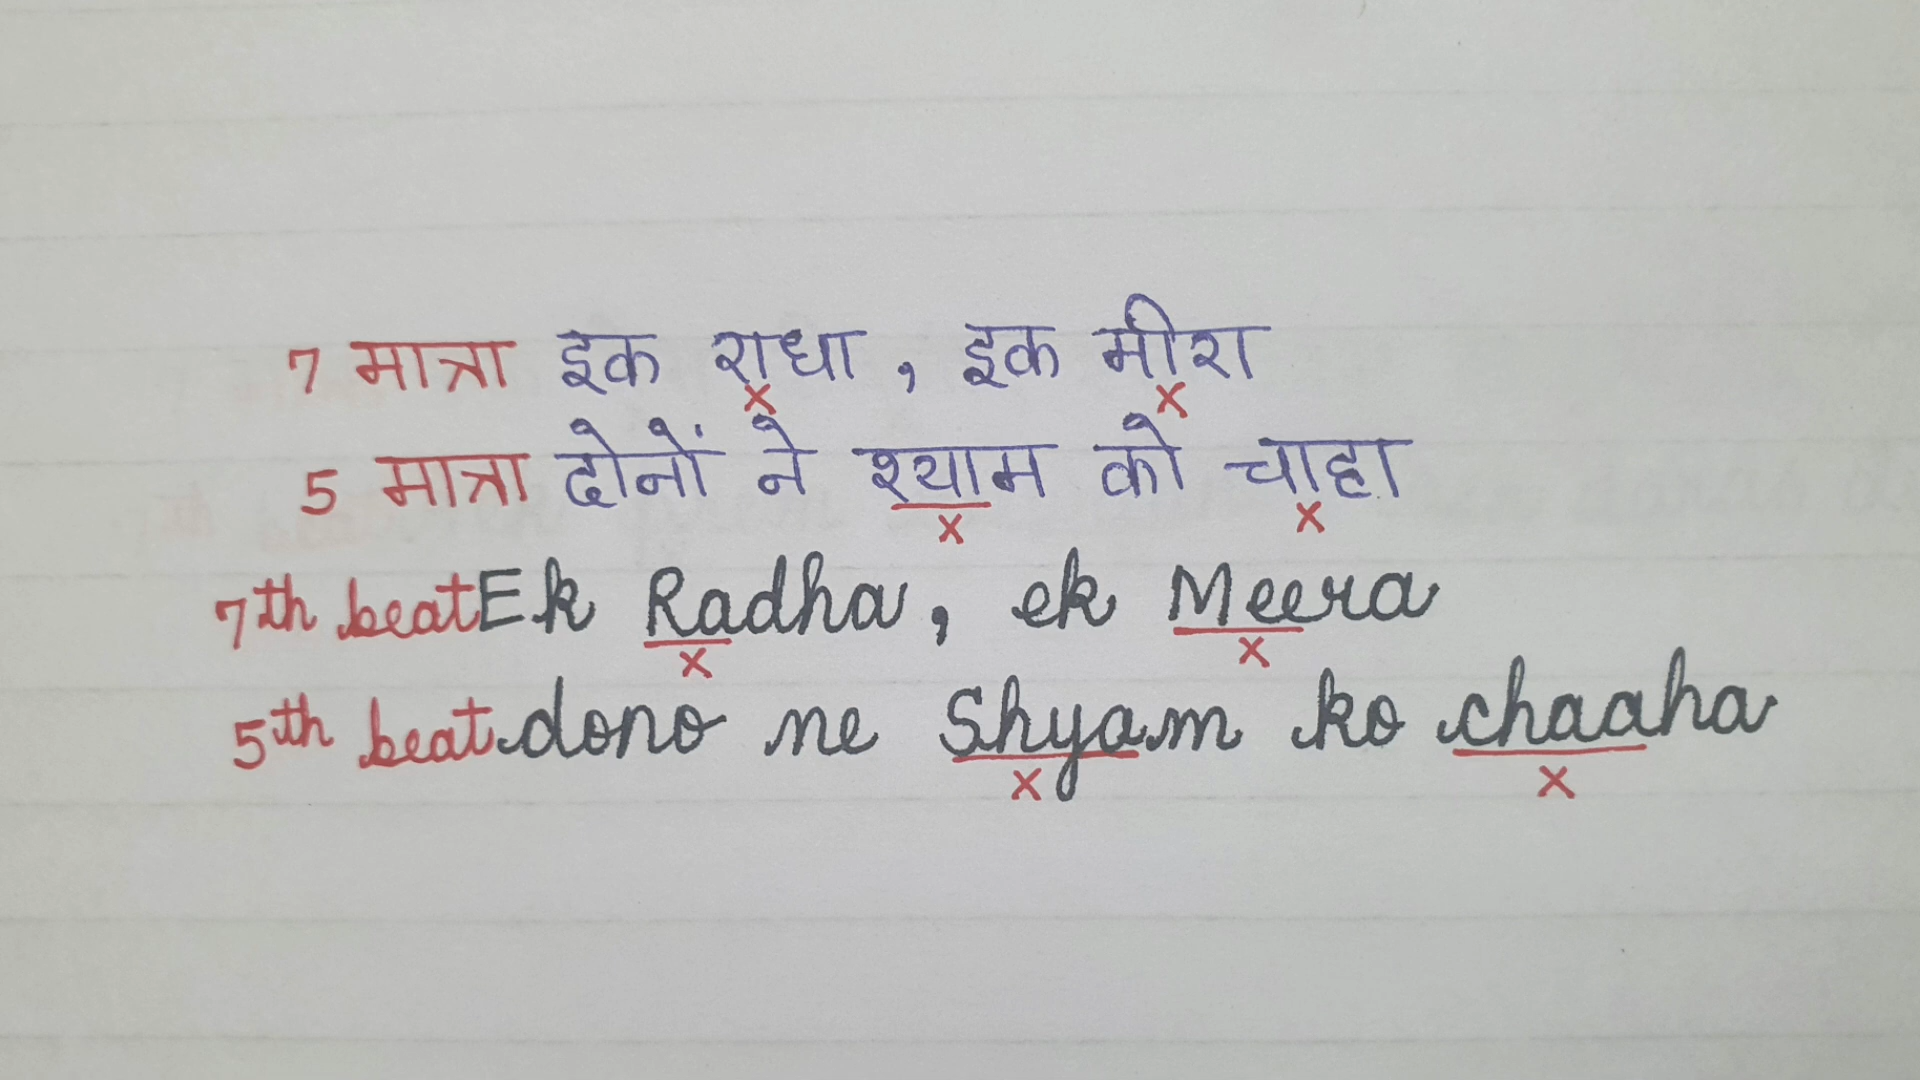 7 मात्रा इक राधा, इक मीरा
x x
5 मात्रा दोनों ने श्याम को चाहा
x x
7th beat Ek Radha, ek Meera
x x
5th beat dono ne Shyam ko chaaha
x x